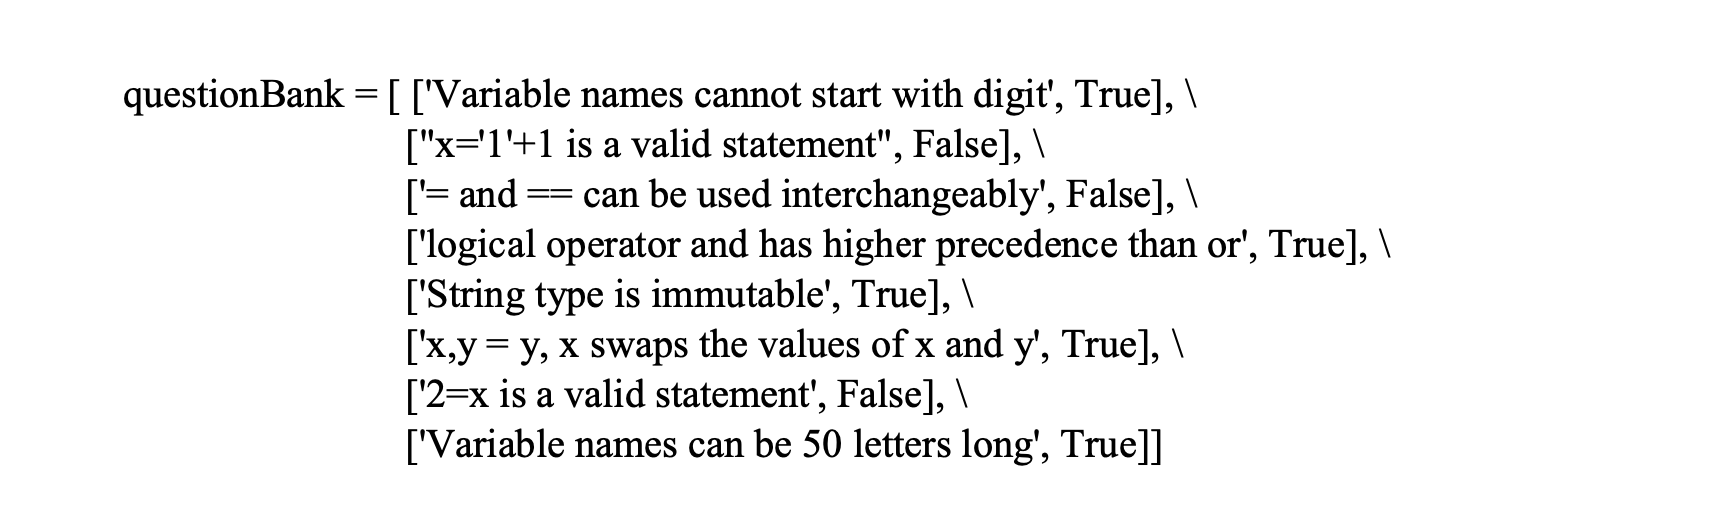 questionBank = [ ['Variable names cannot start with digit', True], \
["x='1'+1 is a valid statement", False], \
['= and == can be used interchangeably', False], \
['logical operator and has higher precedence than or', True], \
['String type is immutable', True], \
['x,y = y, x swaps the values of x and y', True], \
['2=x is a valid statement', False], \
['Variable names can be 50 letters long', True]]